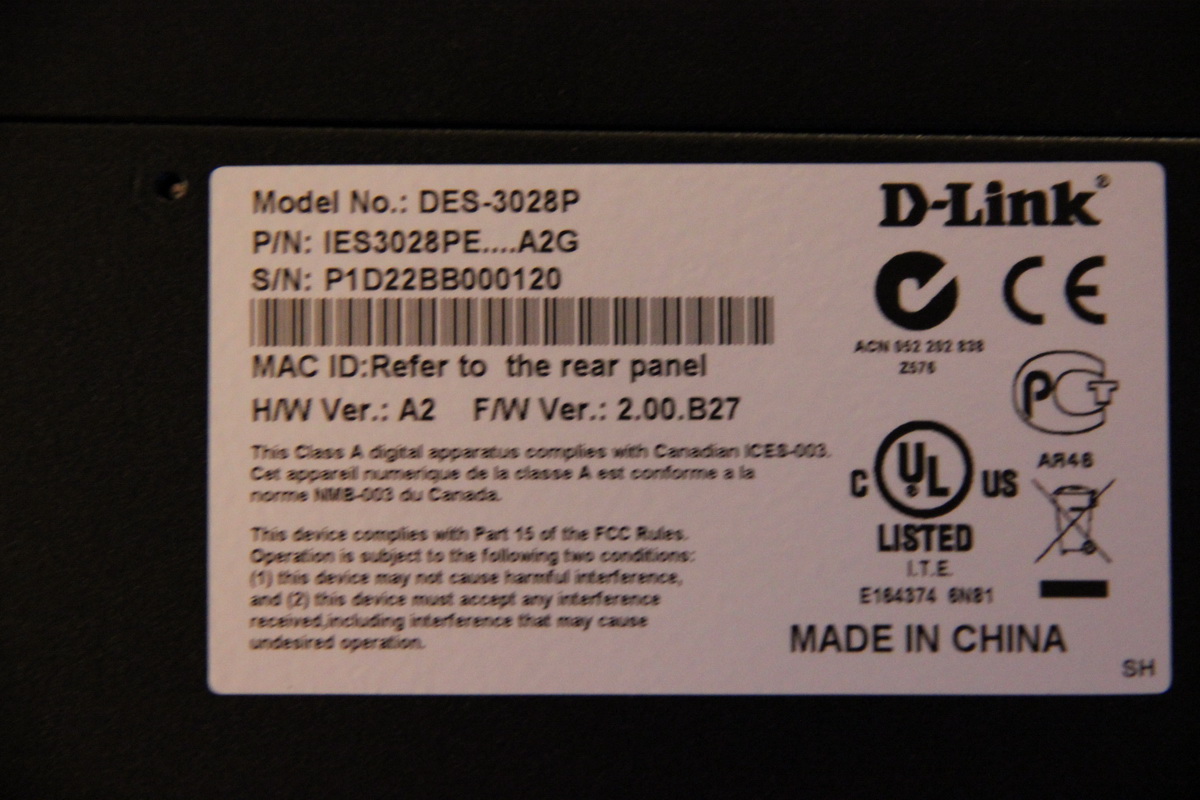 Model No.: DES-3028P
P/N: IES3028PE....A2G
S/N: P1D22BB000120
MAC ID:Refer to the rear panel
H/W Ver.: A2 F/W Ver.: 2.00.B27
This Class A digital apparatus complies with Canadian ICES-003.
Cet appareil numerique de la classe A est conforme a la
norme NMB-003 du Canada.
This device complies with Part 15 of the FCC Rules.
Operation is subject to the following two conditions:
(1) this device may not cause harmful interference,
and (2) this device must accept any interference
received,including interference that may cause
undesired operation.
D-Link®
CE
ACN 052 202 838
Z576
PCT
AЯ46
C UL US
LISTED
I.T.E.
E164374 6N81
MADE IN CHINA
SH